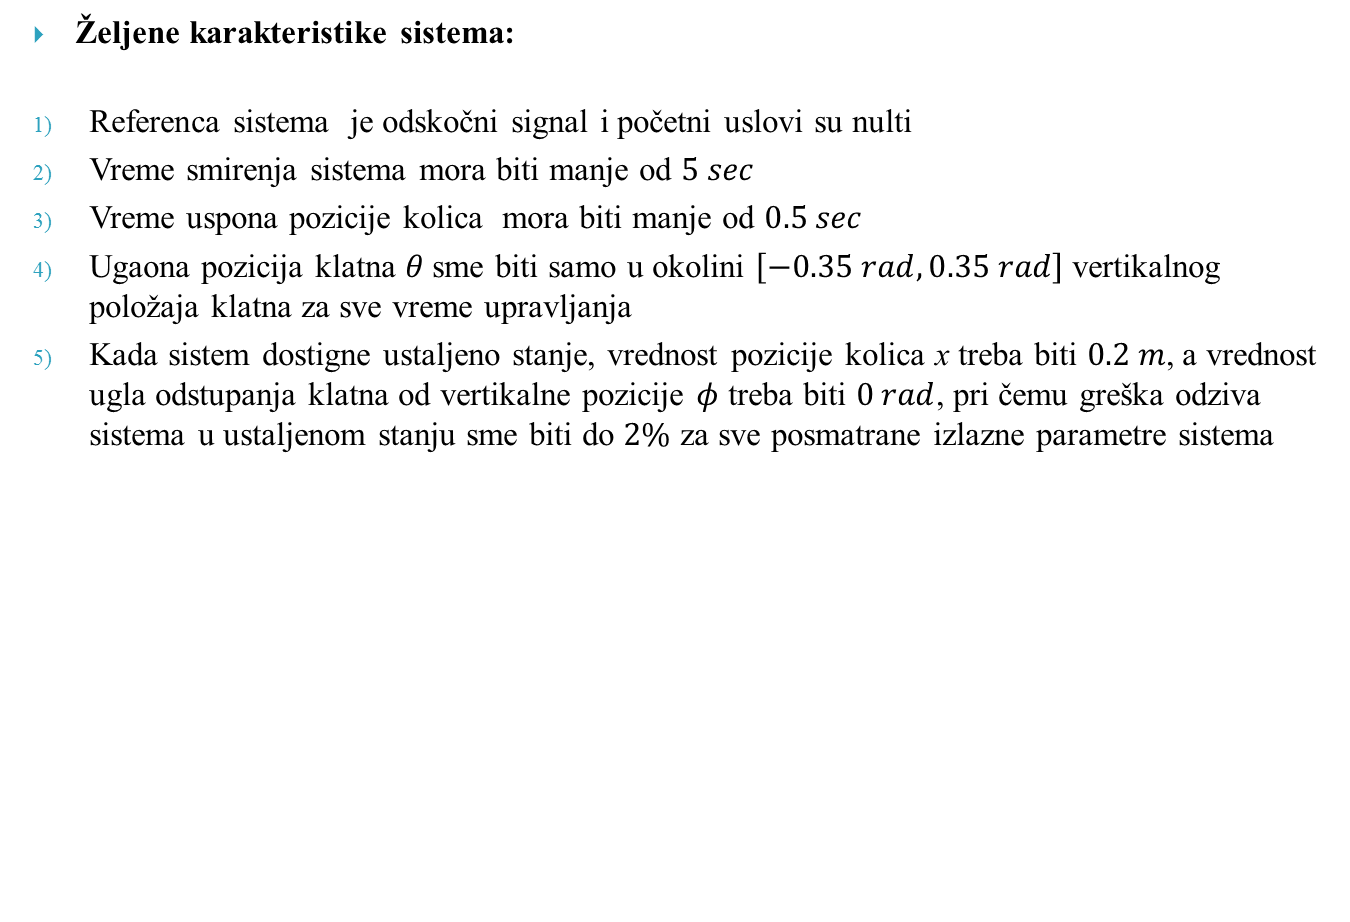 Željene karakteristike sistema:
1) Referenca sistema je odskočni signal i početni uslovi su nulti
2) Vreme smirenja sistema mora biti manje od 5 sec
3) Vreme uspona pozicije kolica mora biti manje od 0.5 sec
4) Ugaona pozicija klatna θ sme biti samo u okolini [−0.35 rad, 0.35 rad] vertikalnog
položaja klatna za sve vreme upravljanja
5) Kada sistem dostigne ustaljeno stanje, vrednost pozicije kolica x treba biti 0.2 m, a vrednost
ugla odstupanja klatna od vertikalne pozicije ϕ treba biti 0 rad, pri čemu greška odziva
sistema u ustaljenom stanju sme biti do 2% za sve posmatrane izlazne parametre sistema